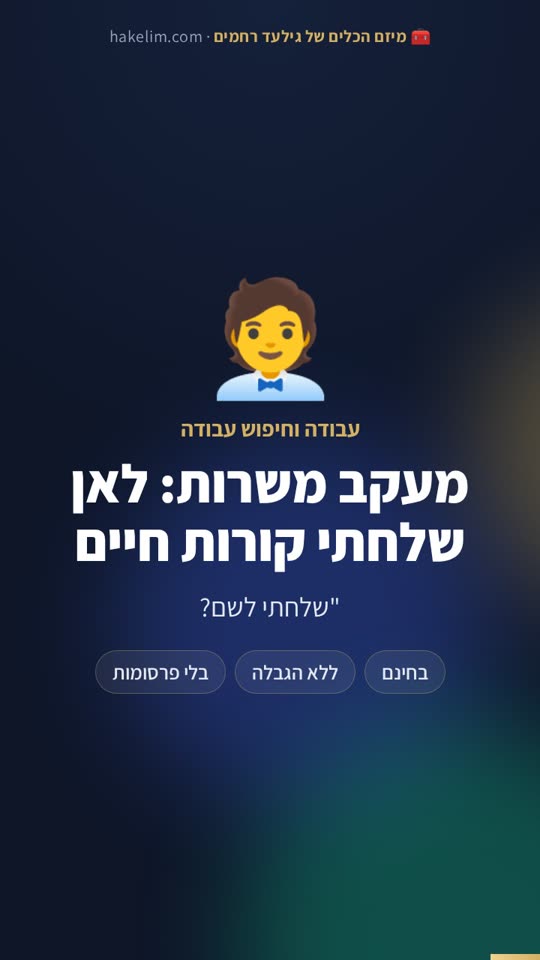 🧰 מיזם הכלים של גילעד רחמים · hakelim.com
עבודה וחיפוש עבודה
מעקב משרות: לאן
שלחתי קורות חיים
"שלחתי לשם?
בחינם
ללא הגבלה
בלי פרסומות